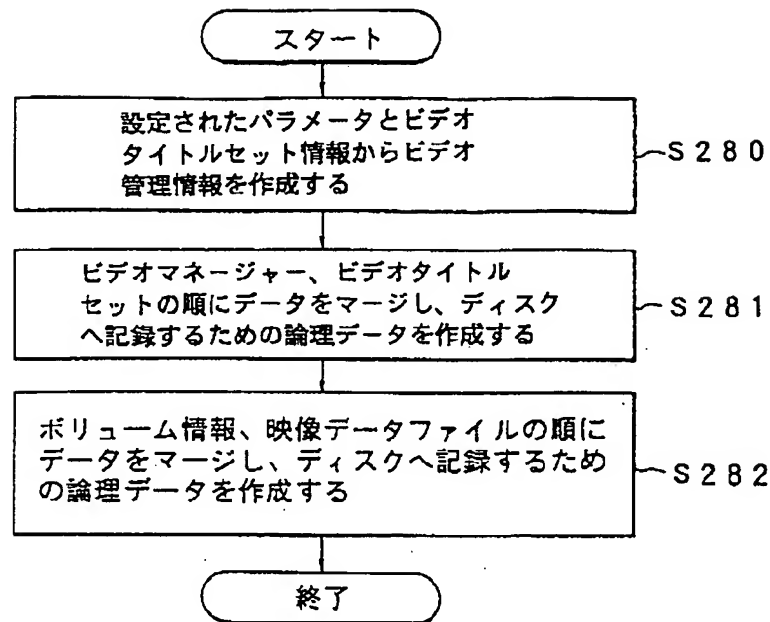 スタート
設定されたパラメータとビデオ
タイトルセット情報からビデオ
管理情報を作成する
S280
ビデオマネージャー、ビデオタイトル
セットの順にデータをマージし、ディスク
へ記録するための論理データを作成する
S281
ボリューム情報、映像データファイルの順に
データをマージし、ディスクへ記録するため
の論理データを作成する
S282
終了